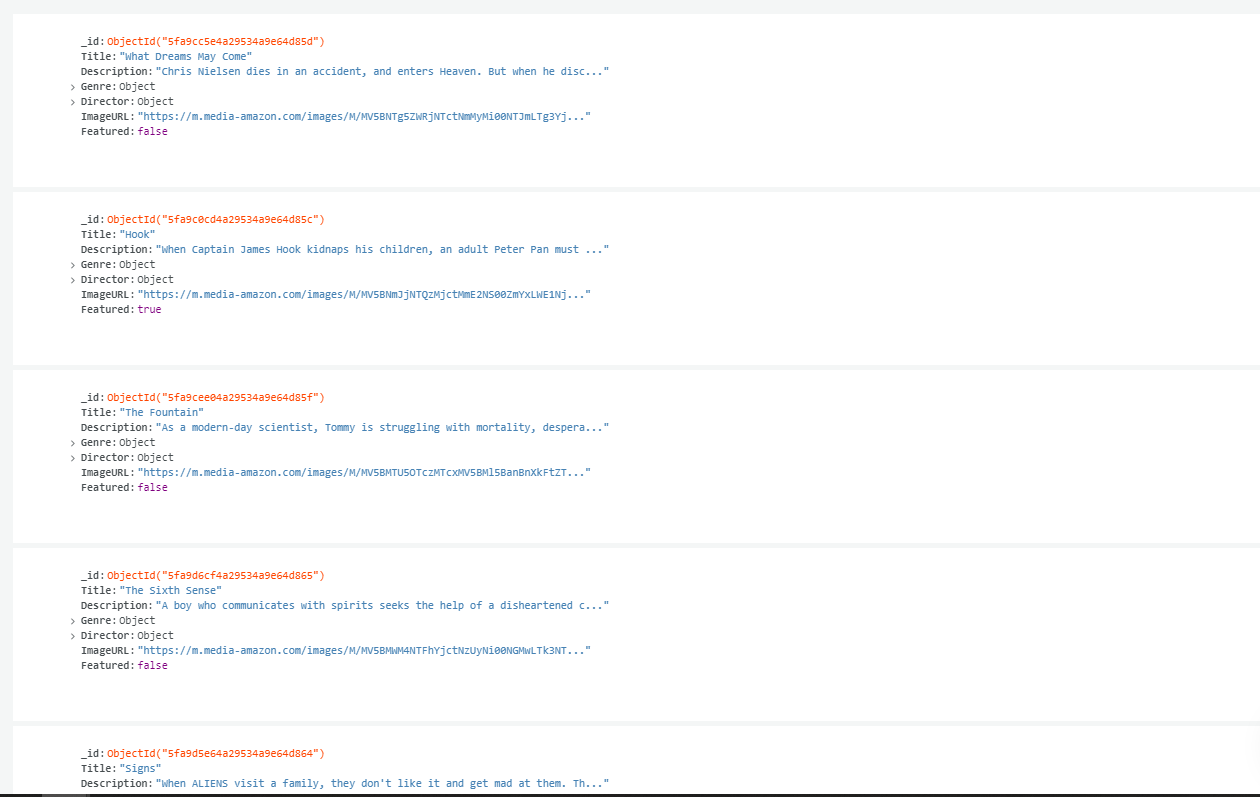 _id: ObjectId("5fa9cc5e4a29534a9e64d85d")
Title: "What Dreams May Come"
Description: "Chris Nielsen dies in an accident, and enters Heaven. But when he disc..."
Genre: Object
Director: Object
ImageURL: "https://m.media-amazon.com/images/M/MV5BNTg5ZWRjNTctNmMyMi00NTJmLTg3Yj..."
Featured: false
_id: ObjectId("5fa9c0cd4a29534a9e64d85c")
Title: "Hook"
Description: "When Captain James Hook kidnaps his children, an adult Peter Pan must ..."
Genre: Object
Director: Object
ImageURL: "https://m.media-amazon.com/images/M/MV5BNmJjNTQzMjctMmE2NS00ZmYxLWE1Nj..."
Featured: true
_id: ObjectId("5fa9cee04a29534a9e64d85f")
Title: "The Fountain"
Description: "As a modern-day scientist, Tommy is struggling with mortality, despera..."
Genre: Object
Director: Object
ImageURL: "https://m.media-amazon.com/images/M/MV5BMTU5OTczMTcxMV5BMl5BanBnXkFtZT..."
Featured: false
_id: ObjectId("5fa9d6cf4a29534a9e64d865")
Title: "The Sixth Sense"
Description: "A boy who communicates with spirits seeks the help of a disheartened c..."
Genre: Object
Director: Object
ImageURL: "https://m.media-amazon.com/images/M/MV5BMWM4NTFhYjctNzUyNi00NGMwLTk3NT..."
Featured: false
_id: ObjectId("5fa9d5e64a29534a9e64d864")
Title: "Signs"
Description: "When ALIENS visit a family, they don't like it and get mad at them. Th..."